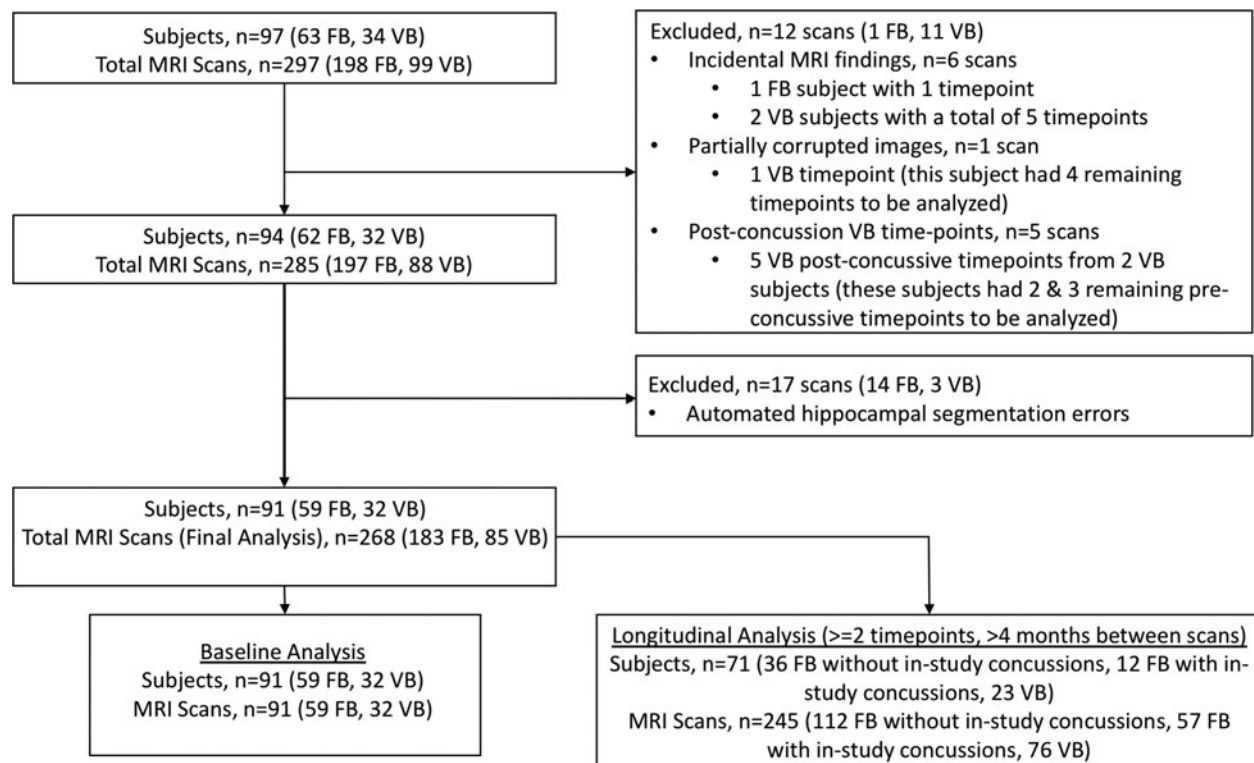 Subjects, n=97 (63 FB, 34 VB)
Total MRI Scans, n=297 (198 FB, 99 VB)
Excluded, n=12 scans (1 FB, 11 VB)
• Incidental MRI findings, n=6 scans
• 1 FB subject with 1 timepoint
• 2 VB subjects with a total of 5 timepoints
• Partially corrupted images, n=1 scan
• 1 VB timepoint (this subject had 4 remaining
timepoints to be analyzed)
• Post-concussion VB time-points, n=5 scans
• 5 VB post-concussive timepoints from 2 VB
subjects (these subjects had 2 & 3 remaining pre-
concussive timepoints to be analyzed)
Subjects, n=94 (62 FB, 32 VB)
Total MRI Scans, n=285 (197 FB, 88 VB)
Excluded, n=17 scans (14 FB, 3 VB)
• Automated hippocampal segmentation errors
Subjects, n=91 (59 FB, 32 VB)
Total MRI Scans (Final Analysis), n=268 (183 FB, 85 VB)
Baseline Analysis
Subjects, n=91 (59 FB, 32 VB)
MRI Scans, n=91 (59 FB, 32 VB)
Longitudinal Analysis (>=2 timepoints, >4 months between scans)
Subjects, n=71 (36 FB without in-study concussions, 12 FB with in-
study concussions, 23 VB)
MRI Scans, n=245 (112 FB without in-study concussions, 57 FB
with in-study concussions, 76 VB)